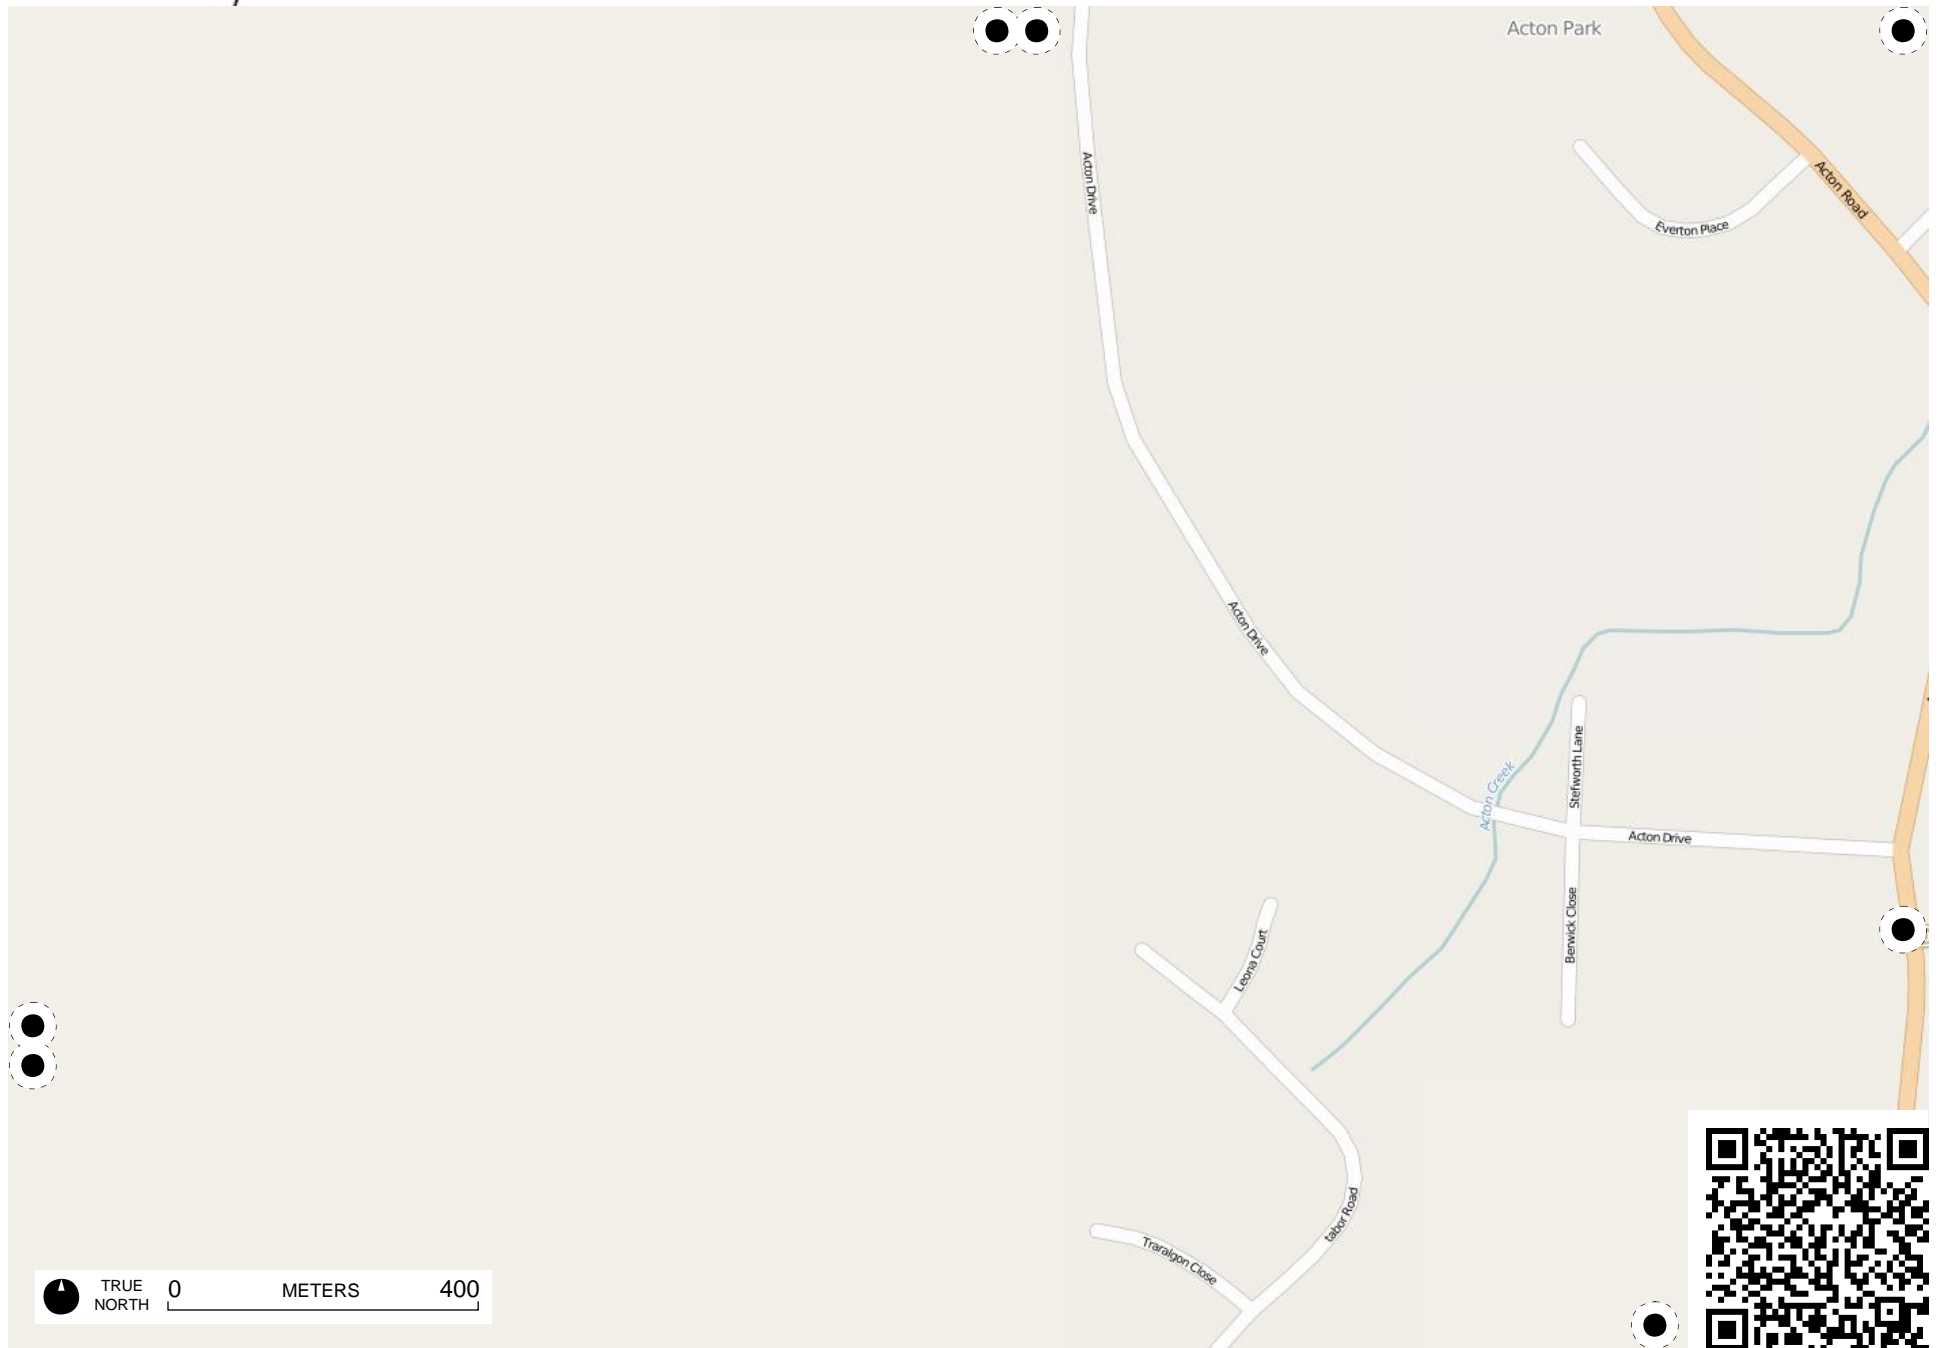 Acton Park
Acton Drive
Acton Road
Everton Place
Acton Drive
Stefworth Lane
Acton Creek
Acton Drive
Berwick Close
Leona Court
tabor Road
Traralgon Close
TRUE NORTH
0 METERS 400